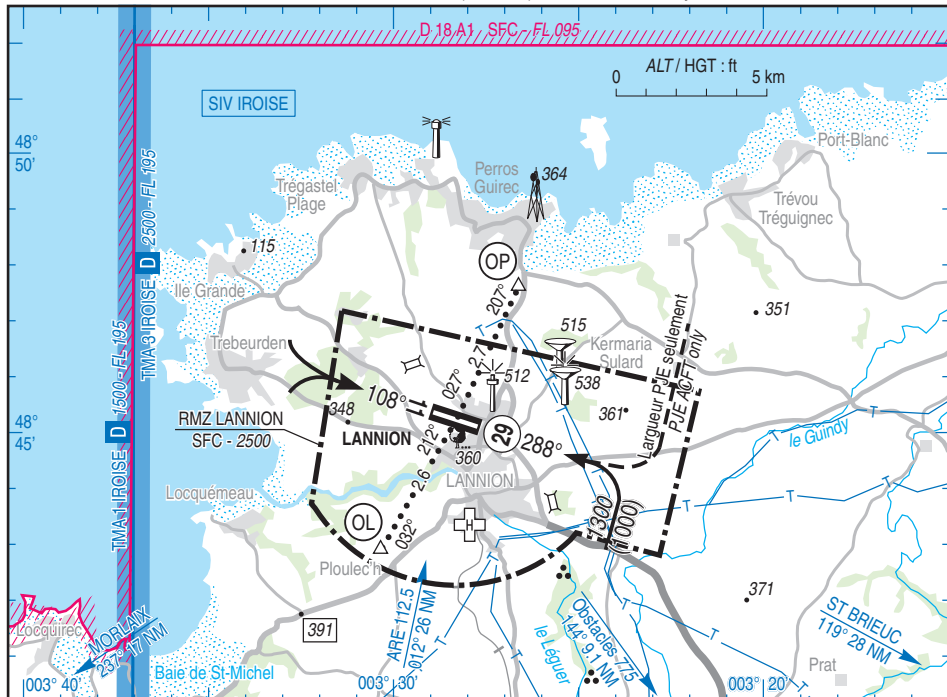 D 18 A1 SFC - FL 095
ALT / HGT : ft
0 5 km
SIV IROISE
48°
50'
Port-Blanc
Perros
Guirec
364
Trégastel
Plage
Trévou
Tréguignec
TMA 3 IROISE D 2500 - FL 195
115
OP
Ile Grande
207°
351
515
Kermaria
Sulard
Largueur PJE seulement
PJE ACFT only
Trebeurden
2.7
512
538
027°
108°
11
348
361
RMZ LANNION
SFC - 2500
48°
45'
LANNION
212°
29
288°
le Guindy
360
LANNION
2.6
TMA 1 IROISE D 1500 - FL 195
Locquémeau
T
OL
032°
H
1300
(1000)
Ploulec'h
371
391
ARE 112.5
012° 26 NM
le Léguer
Obstacles 775
144° 9.1 NM
ST BRIEUC
119° 28 NM
Locquirec
MORLAIX
237° 17 NM
Baie de St-Michel
Prat
003° 40'
003° 30'
003° 20'